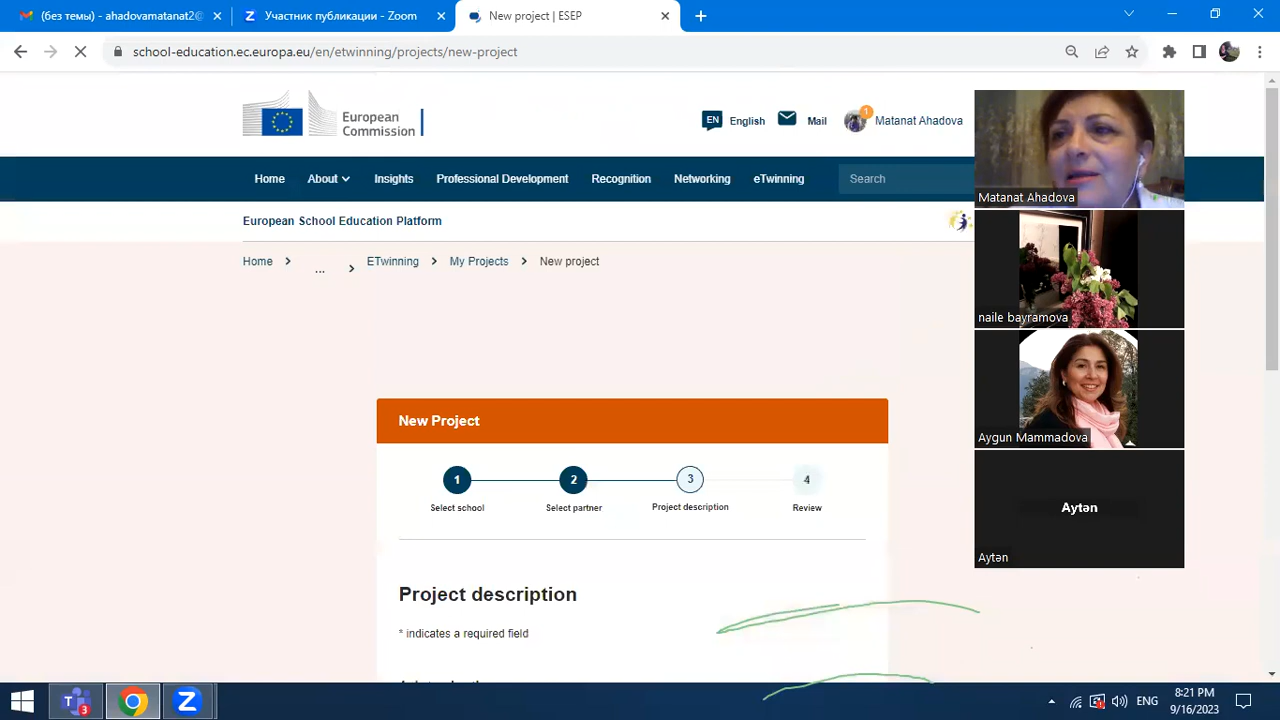 (без темы) - ahadovamatanat2@
Участник публикации - Zoom
New project | ESEP
school-education.ec.europa.eu/en/etwinning/projects/new-project
European
Commission
EN English
Mail
1
Matanat Ahadova
Home
About
Insights
Professional Development
Recognition
Networking
eTwinning
Search
European School Education Platform
Home
...
ETwinning
My Projects
New project
New Project
1
2
3
4
Select school
Select partner
Project description
Review
Project description
* indicates a required field
Matanat Ahadova
naile bayramova
Aygun Mammadova
Aytən
Aytən
3
ENG
8:21 PM
9/16/2023